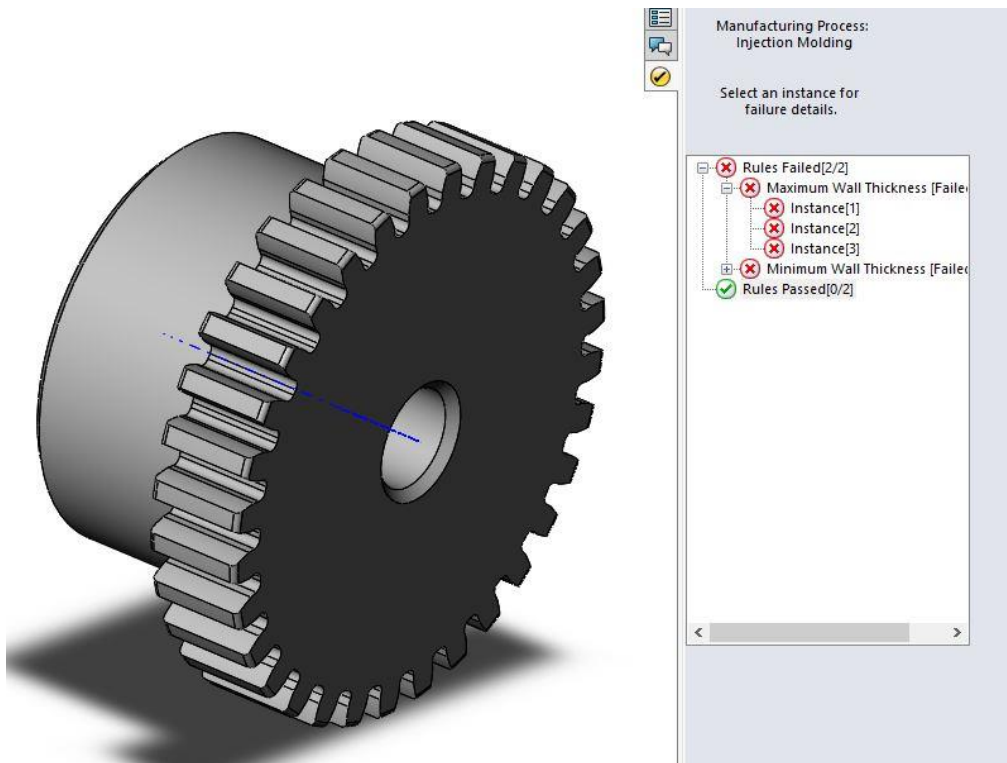 Manufacturing Process:
Injection Molding
Select an instance for
failure details.
Rules Failed[2/2]
Maximum Wall Thickness [Failed
Instance[1]
Instance[2]
Instance[3]
Minimum Wall Thickness [Failed
Rules Passed[0/2]